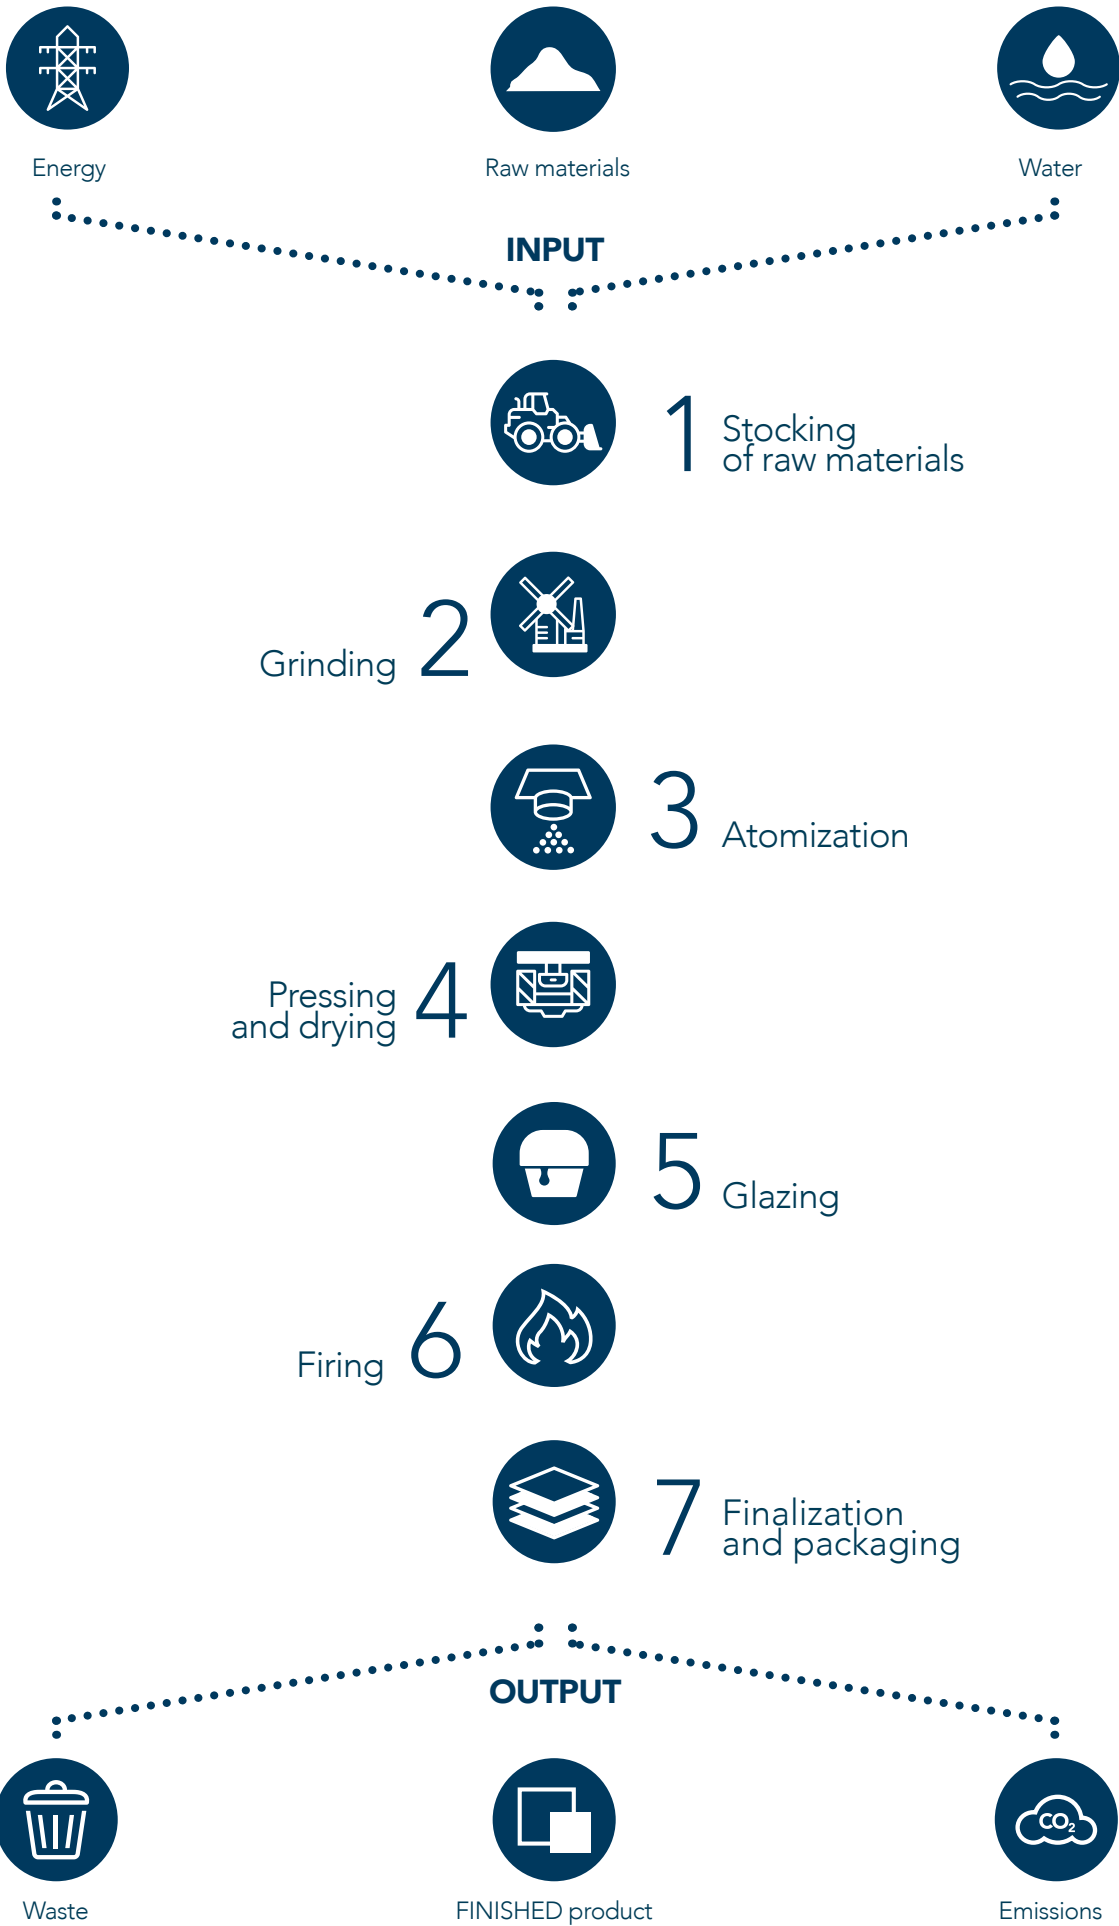 Energy
Raw materials
Water
INPUT
1
Stocking
of raw materials
2
Grinding
3
Atomization
4
Pressing
and drying
5
Glazing
6
Firing
7
Finalization
and packaging
OUTPUT
CO₂
Waste
FINISHED product
Emissions